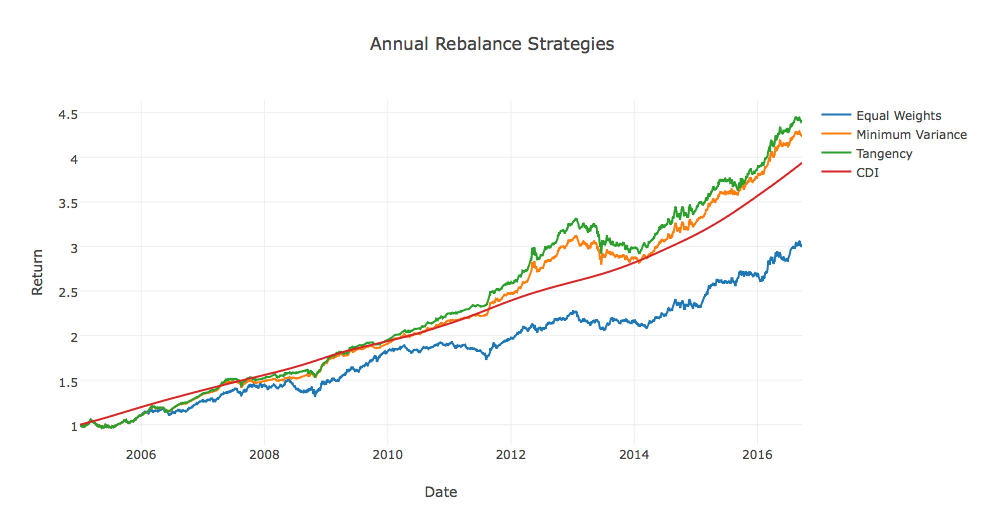 Annual Rebalance Strategies
4.5
4
3.5
3
2.5
2
1.5
1
Return
2006 2008 2010 2012 2014 2016
Date
Equal Weights
Minimum Variance
Tangency
CDI